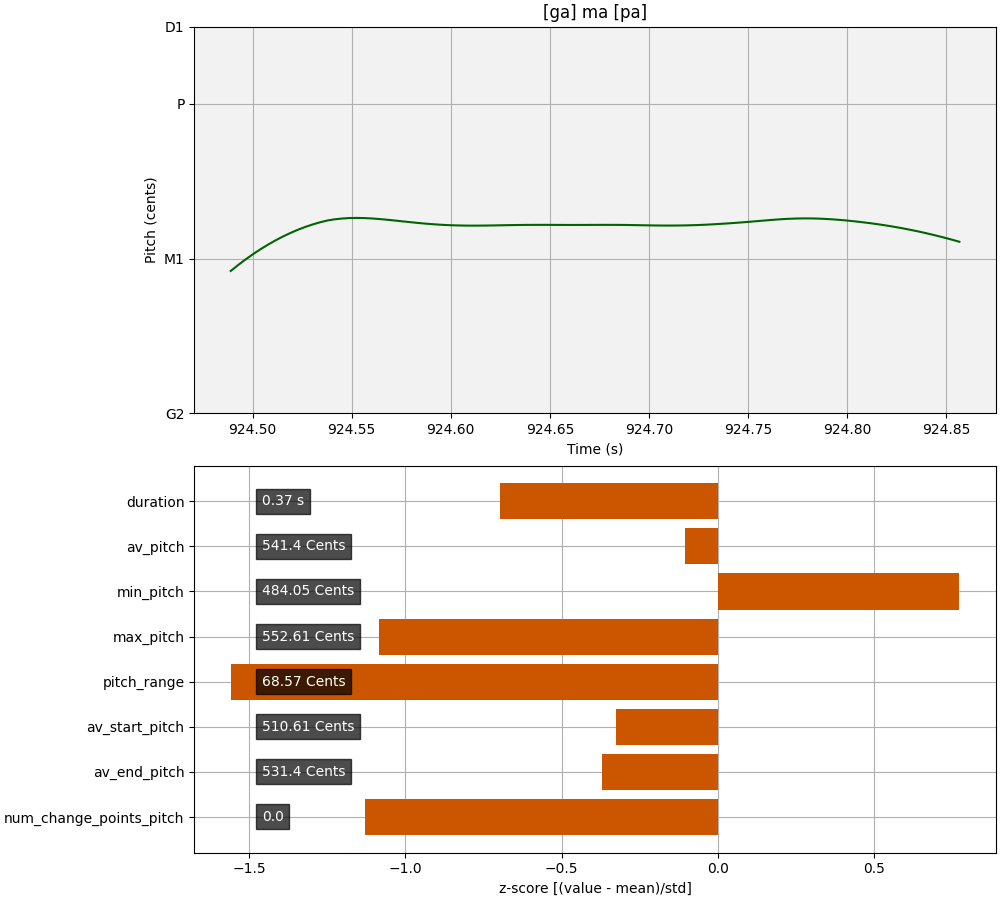 [ga] ma [pa]
D1
P
M1
G2
Pitch (cents)
924.50 924.55 924.60 924.65 924.70 924.75 924.80 924.85
Time (s)
duration 0.37 s
av_pitch 541.4 Cents
min_pitch 484.05 Cents
max_pitch 552.61 Cents
pitch_range 68.57 Cents
av_start_pitch 510.61 Cents
av_end_pitch 531.4 Cents
num_change_points_pitch 0.0
−1.5 −1.0 −0.5 0.0 0.5
z-score [(value - mean)/std]